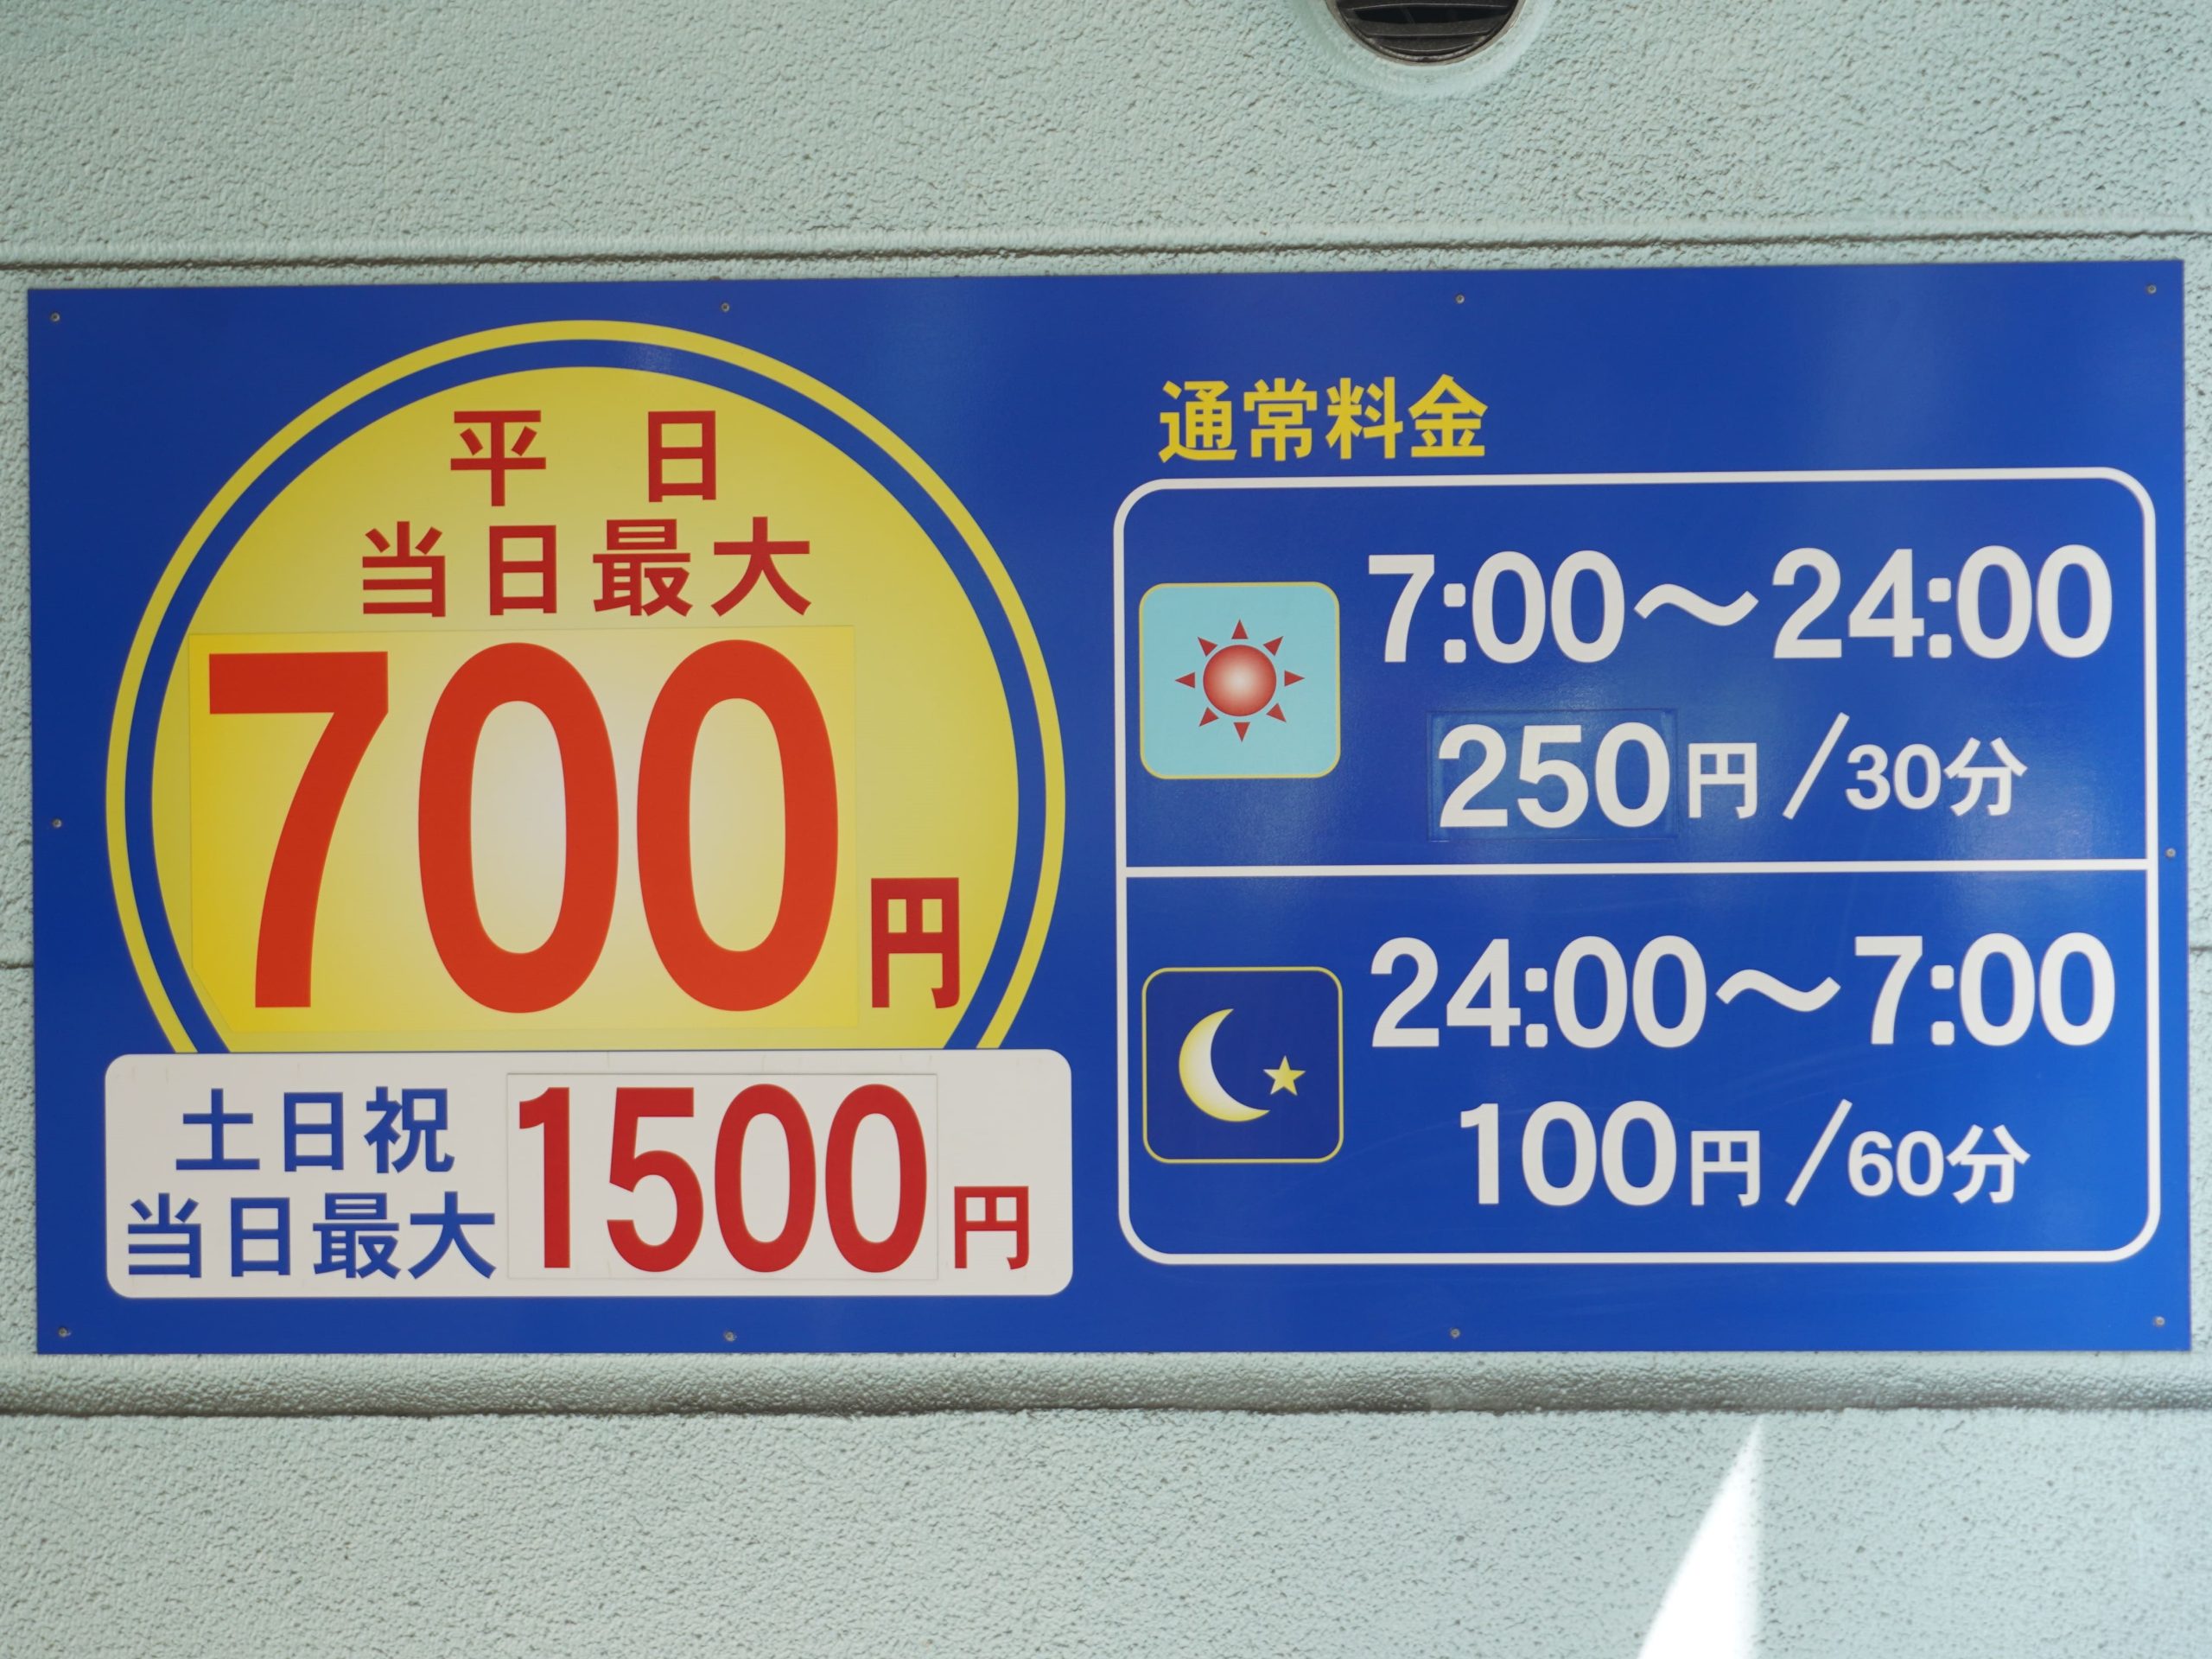 平日
当日最大
700円
土日祝
当日最大 1500円
通常料金
7:00〜24:00
250円/30分
24:00〜7:00
100円/60分